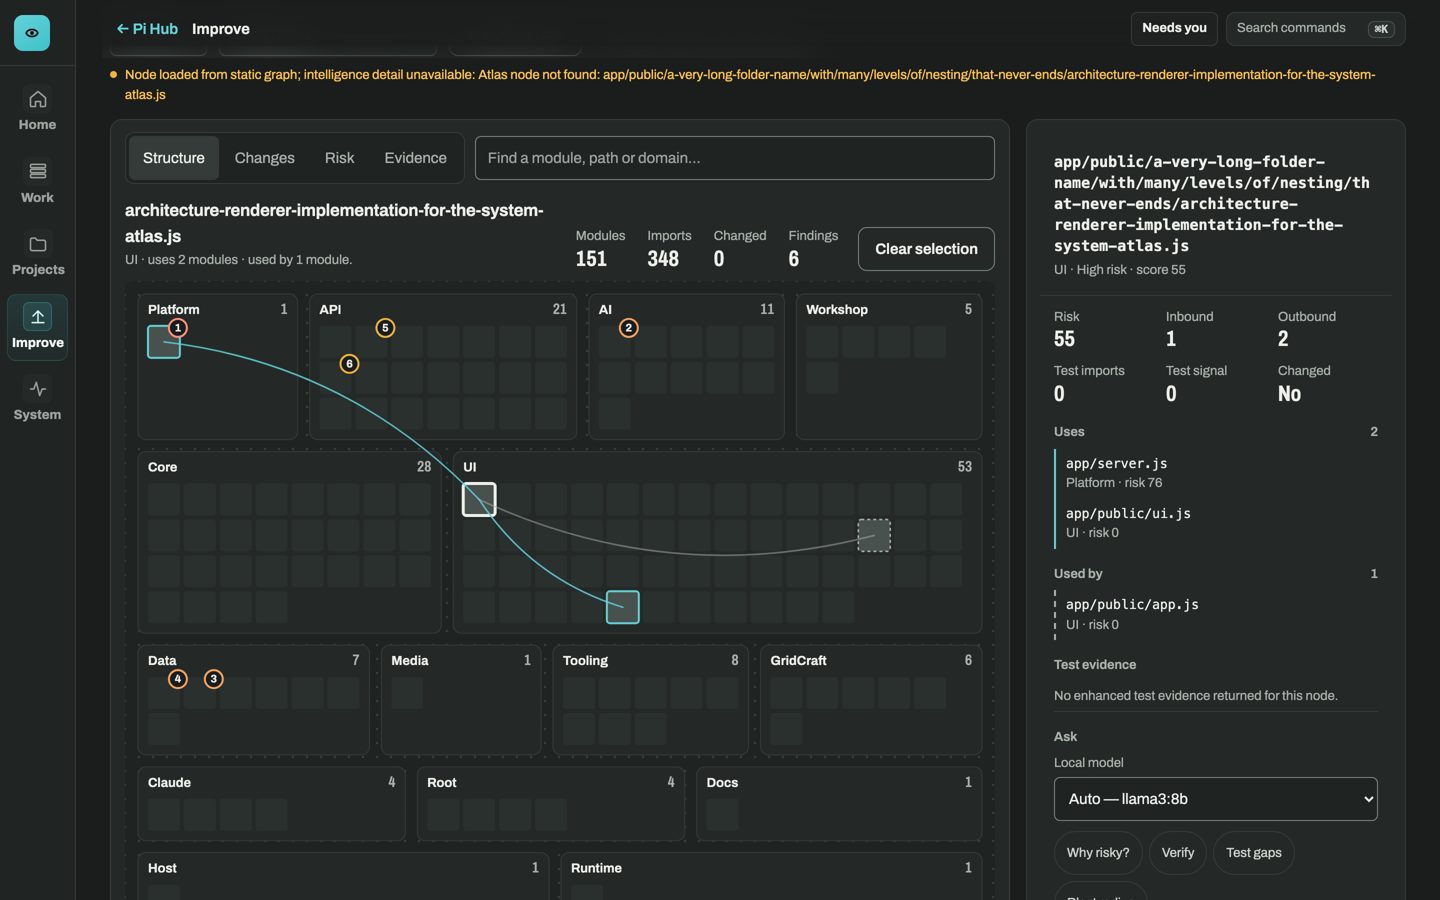 ← Pi Hub Improve
Needs you
Search commands ⌘K
Home
Work
Projects
Improve
System
Node loaded from static graph; intelligence detail unavailable: Atlas node not found: app/public/a-very-long-folder-name/with/many/levels/of/nesting/that-never-ends/architecture-renderer-implementation-for-the-system-
atlas.js
Structure Changes Risk Evidence
Find a module, path or domain...
architecture-renderer-implementation-for-the-system-
atlas.js
UI · uses 2 modules · used by 1 module.
Modules Imports Changed Findings
151 348 0 6
Clear selection
Platform 1
1
API 21
5
6
AI 11
2
Workshop 5
Core 28
UI 53
Data 7
4 3
Media 1
Tooling 8
GridCraft 6
Claude 4
Root 4
Docs 1
Host 1
Runtime 1
app/public/a-very-long-folder-
name/with/many/levels/of/nesting/th
at-never-ends/architecture-
renderer-implementation-for-the-
system-atlas.js
UI · High risk · score 55
Risk Inbound Outbound
55 1 2
Test imports Test signal Changed
0 0 No
Uses 2
app/server.js
Platform · risk 76
app/public/ui.js
UI · risk 0
Used by 1
app/public/app.js
UI · risk 0
Test evidence
No enhanced test evidence returned for this node.
Ask
Local model
Auto — llama3:8b
Why risky? Verify Test gaps